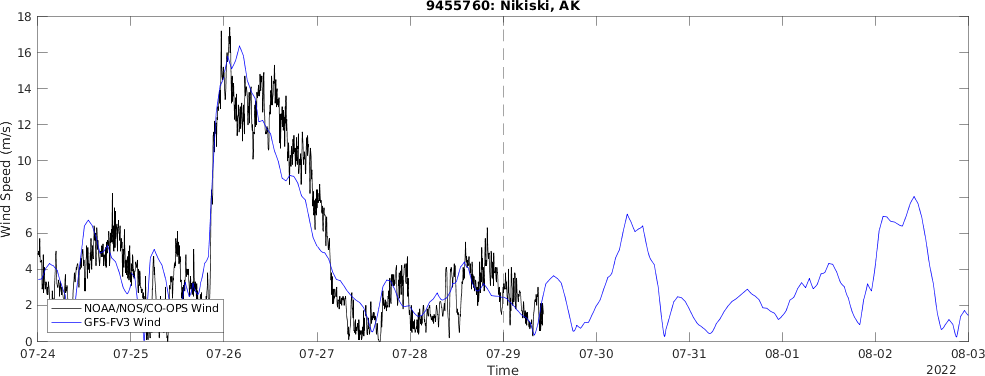 9455760: Nikiski, AK
18
16
14
12
10
8
6
4
2
0
Wind Speed (m/s)
NOAA/NOS/CO-OPS Wind
GFS-FV3 Wind
07-24 07-25 07-26 07-27 07-28 07-29 07-30 07-31 08-01 08-02 08-03
Time
2022